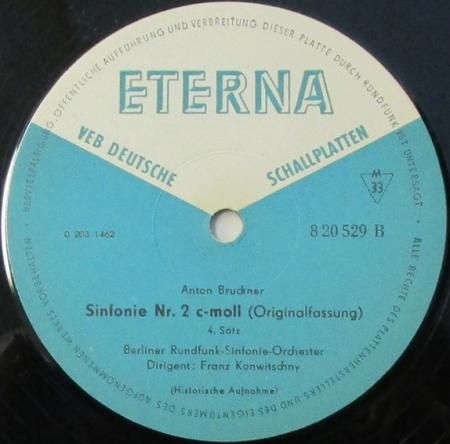 VERVIELFÄLTIGUNG, ÖFFENTLICHE AUFFÜHRUNG UND VERBREITUNG DIESER PLATTE DURCH RUNDFUNK IST UNTERSAGT · ALLE RECHTE DES PLATTENHERSTELLERS UND DES EIGENTÜMERS DES AUFGENOMMENEN WERKES VORBEHALTEN ·
ETERNA
VEB DEUTSCHE SCHALLPLATTEN
M
33
0 203 1462
8 20 529 B
Anton Bruckner
Sinfonie Nr. 2 c-moll (Originalfassung)
4. Satz
Berliner Rundfunk-Sinfonie-Orchester
Dirigent: Franz Konwitschny
(Historische Aufnahme)